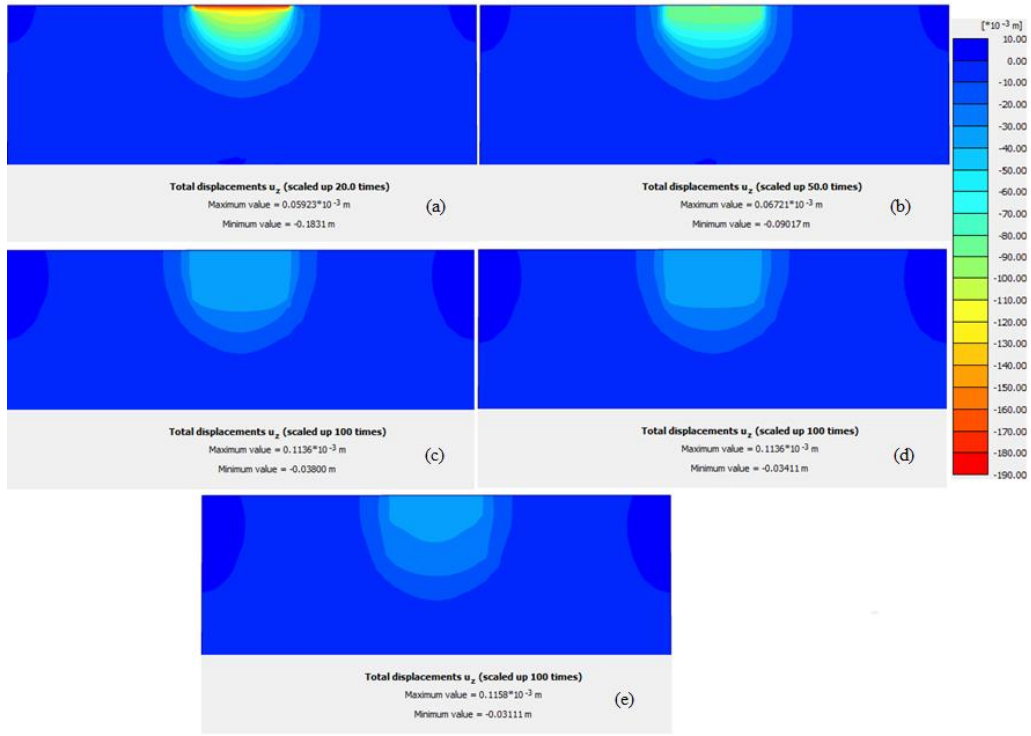 [*10 -3 m]
10.00
0.00
-10.00
-20.00
-30.00
-40.00
-50.00
-60.00
-70.00
-80.00
-90.00
-100.00
-110.00
-120.00
-130.00
-140.00
-150.00
-160.00
-170.00
-180.00
-190.00
Total displacements uz (scaled up 20.0 times)
Maximum value = 0.05923*10 -3 m
(a)
Minimum value = -0.1831 m
Total displacements uz (scaled up 50.0 times)
Maximum value = 0.06721*10 -3 m
(b)
Minimum value = -0.09017 m
Total displacements uz (scaled up 100 times)
Maximum value = 0.1136*10 -3 m
(c)
Minimum value = -0.03800 m
Total displacements uz (scaled up 100 times)
Maximum value = 0.1136*10 -3 m
(d)
Minimum value = -0.03411 m
Total displacements uz (scaled up 100 times)
Maximum value = 0.1158*10 -3 m
(e)
Minimum value = -0.03111 m